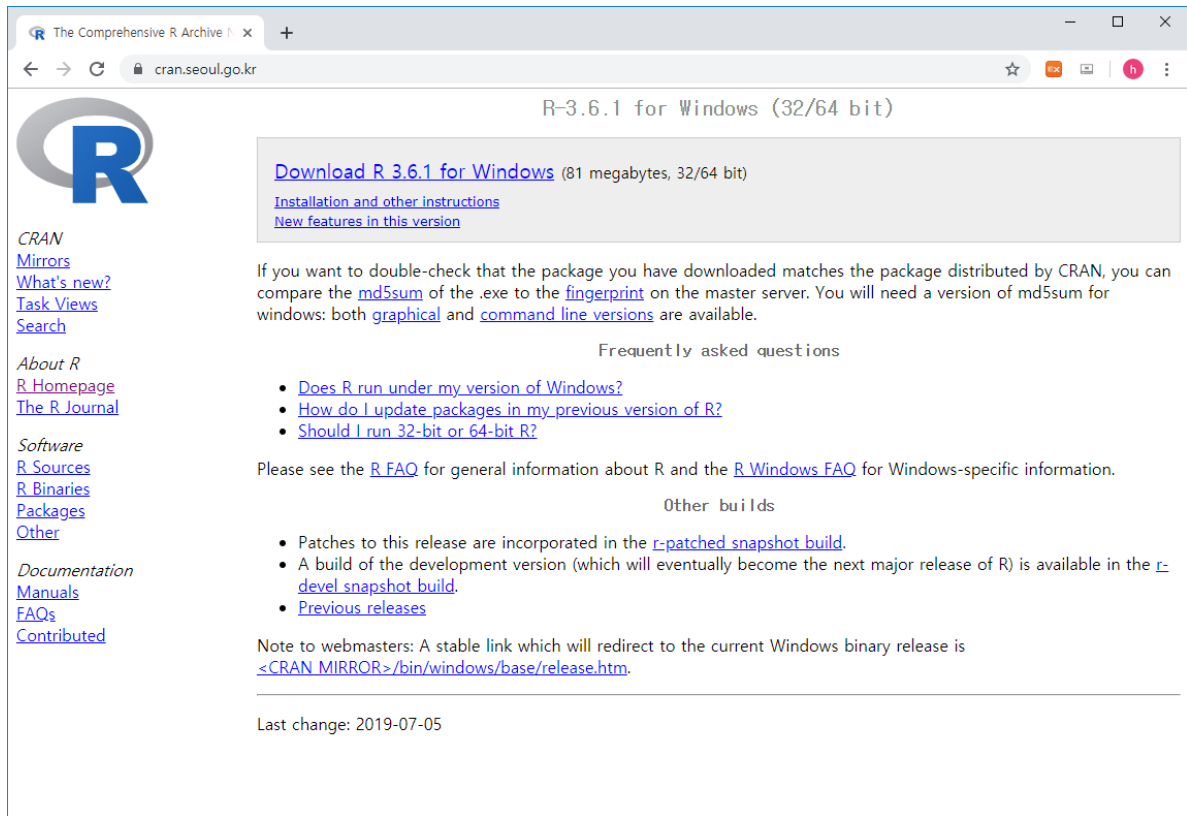 The Comprehensive R Archive N
cran.seoul.go.kr
EX
h
R
CRAN
Mirrors
What's new?
Task Views
Search
About R
R Homepage
The R Journal
Software
R Sources
R Binaries
Packages
Other
Documentation
Manuals
FAQs
Contributed
R-3.6.1 for Windows (32/64 bit)
Download R 3.6.1 for Windows (81 megabytes, 32/64 bit)
Installation and other instructions
New features in this version
If you want to double-check that the package you have downloaded matches the package distributed by CRAN, you can
compare the md5sum of the .exe to the fingerprint on the master server. You will need a version of md5sum for
windows: both graphical and command line versions are available.
Frequently asked questions
• Does R run under my version of Windows?
• How do I update packages in my previous version of R?
• Should I run 32-bit or 64-bit R?
Please see the R FAQ for general information about R and the R Windows FAQ for Windows-specific information.
Other builds
• Patches to this release are incorporated in the r-patched snapshot build.
• A build of the development version (which will eventually become the next major release of R) is available in the r-
devel snapshot build.
• Previous releases
Note to webmasters: A stable link which will redirect to the current Windows binary release is
<CRAN MIRROR>/bin/windows/base/release.htm.
Last change: 2019-07-05